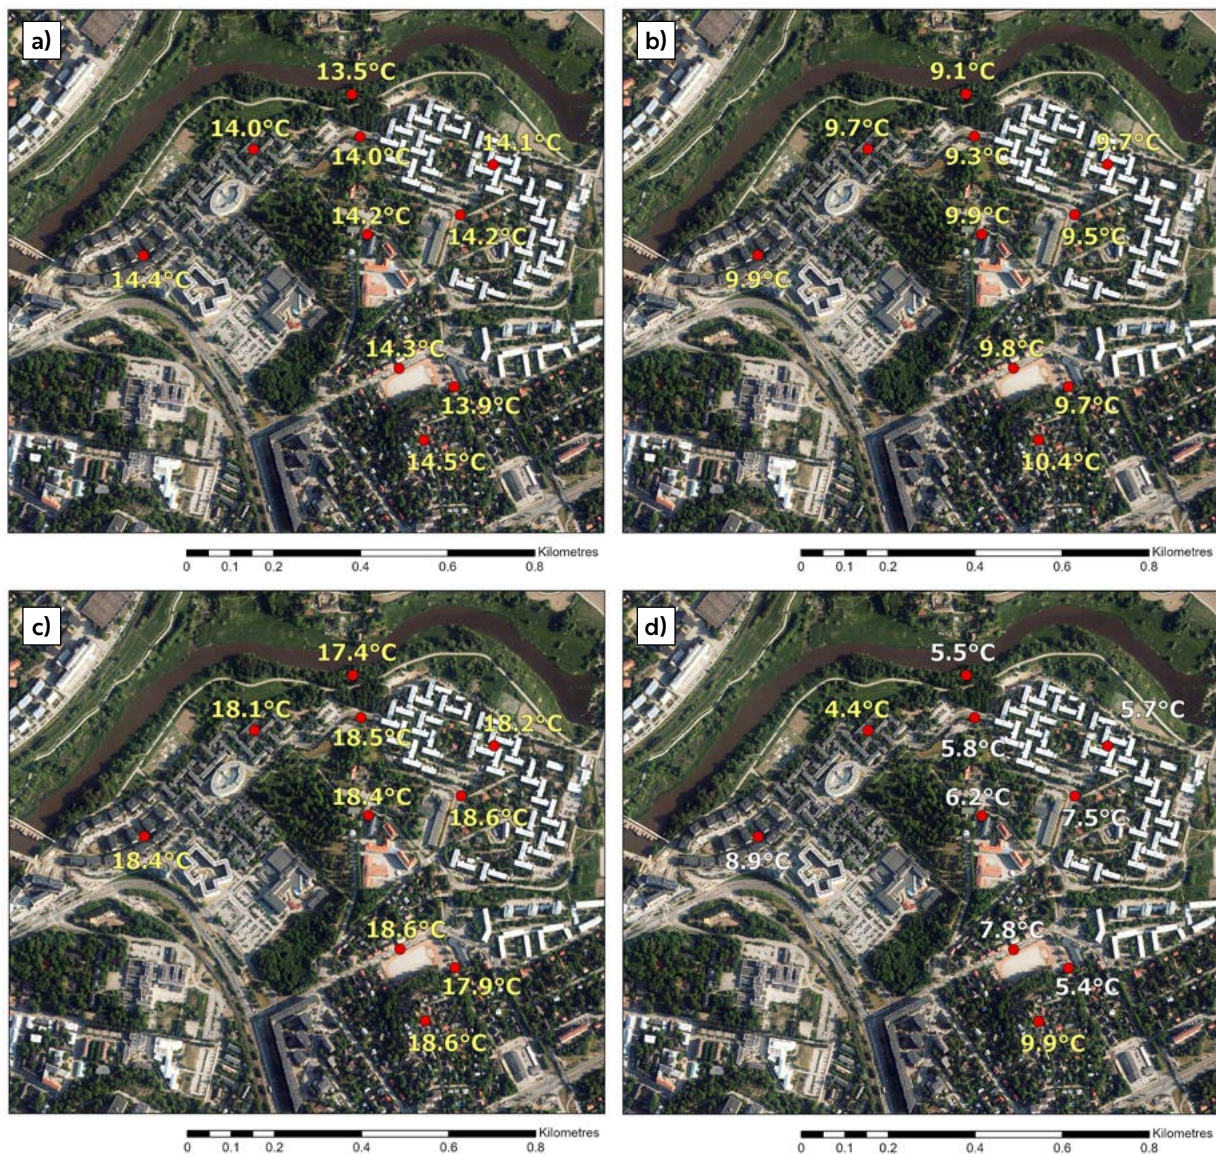 a)
13.5°C
14.0°C
14.0°C
14.1°C
14.2°C
14.2°C
14.4°C
14.3°C
13.9°C
14.5°C
Kilometres
0 0.1 0.2 0.4 0.6 0.8
b)
9.1°C
9.7°C
9.3°C
9.7°C
9.9°C
9.5°C
9.9°C
9.8°C
9.7°C
10.4°C
Kilometres
0 0.1 0.2 0.4 0.6 0.8
c)
17.4°C
18.1°C
18.5°C
18.2°C
18.4°C
18.6°C
18.4°C
18.6°C
17.9°C
18.6°C
Kilometres
0 0.1 0.2 0.4 0.6 0.8
d)
5.5°C
4.4°C
5.7°C
5.8°C
6.2°C
7.5°C
8.9°C
7.8°C
5.4°C
9.9°C
Kilometres
0 0.1 0.2 0.4 0.6 0.8